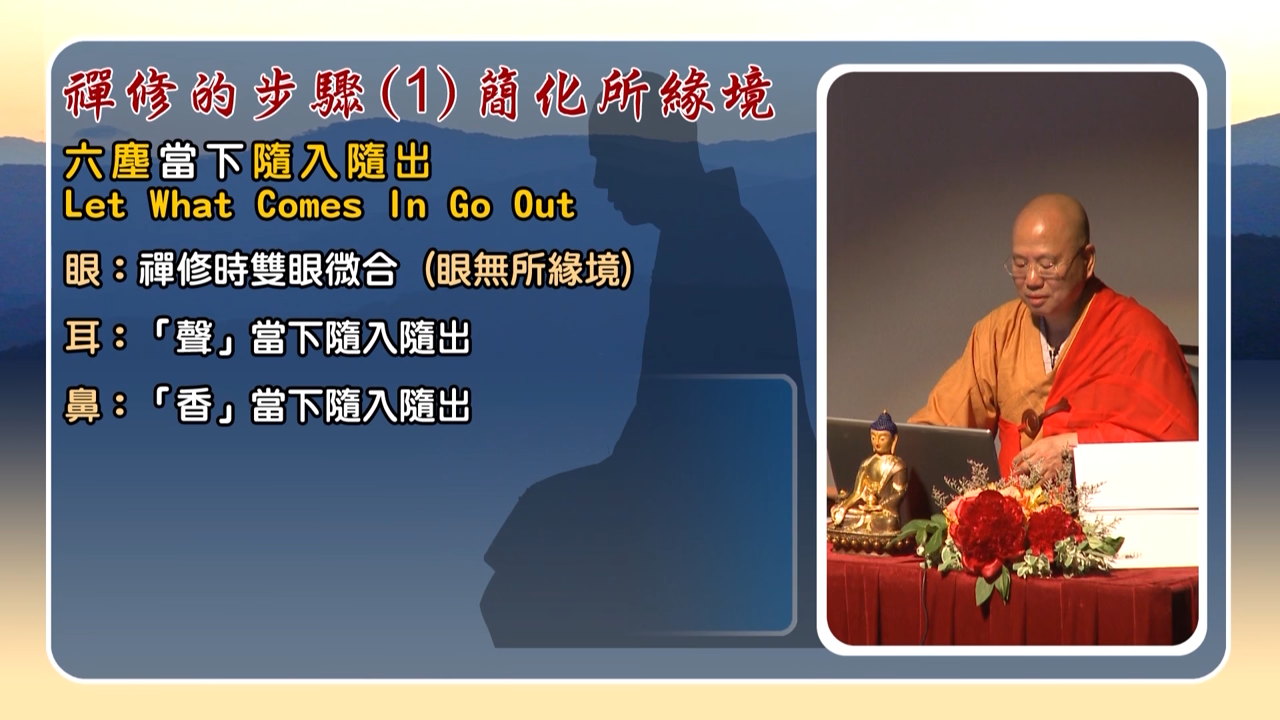 禪修的步驟(1)簡化所緣境
六塵當下隨入隨出
Let What Comes In Go Out
眼：禪修時雙眼微合 (眼無所緣境)
耳：「聲」當下隨入隨出
鼻：「香」當下隨入隨出